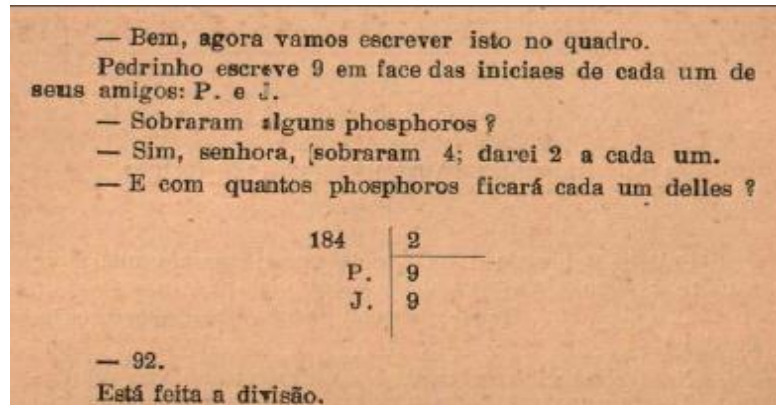 — Bem, agora vamos escrever isto no quadro.
Pedrinho escreve 9 em face das iniciaes de cada um de
seus amigos: P. e J.
— Sobraram alguns phosphoros ?
— Sim, senhora, [sobraram 4; darei 2 a cada um.
— E com quantos phosphoros ficará cada um delles ?
184 2
P. 9
J. 9
— 92.
Está feita a divisão.